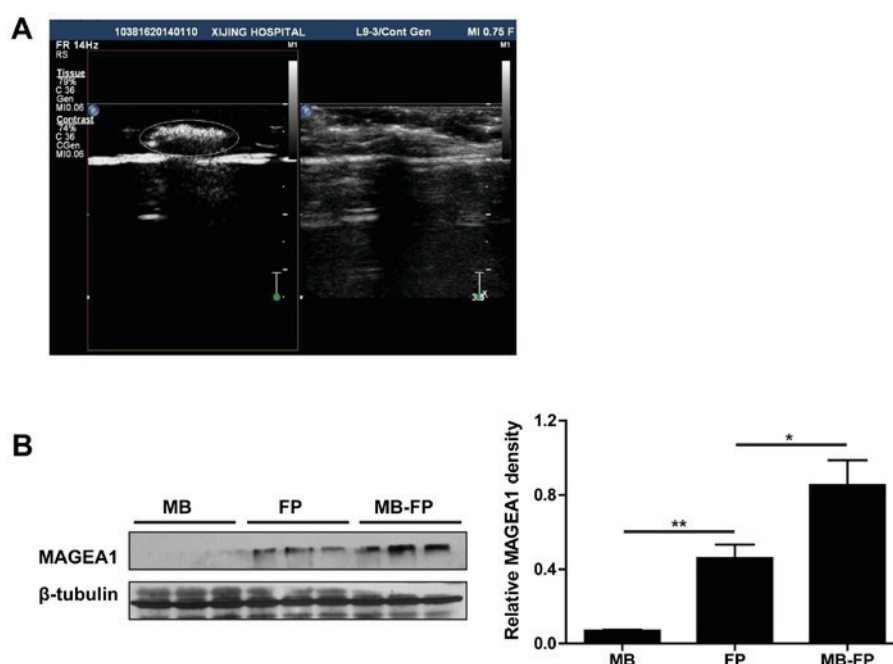 A
10381620140110 XIJING HOSPITAL L9-3/Cont Gen MI 0.75 F
FR 14Hz
RS
M1
M1
Tissue
79%
C 36
Gen
MI0.06
Contrast
74%
C 36
CGen
MI0.06
3.5
B
MB FP MB-FP
MAGEA1
β-tubulin
Relative MAGEA1 density
1.2
0.8
0.4
0.0
**
*
MB FP MB-FP